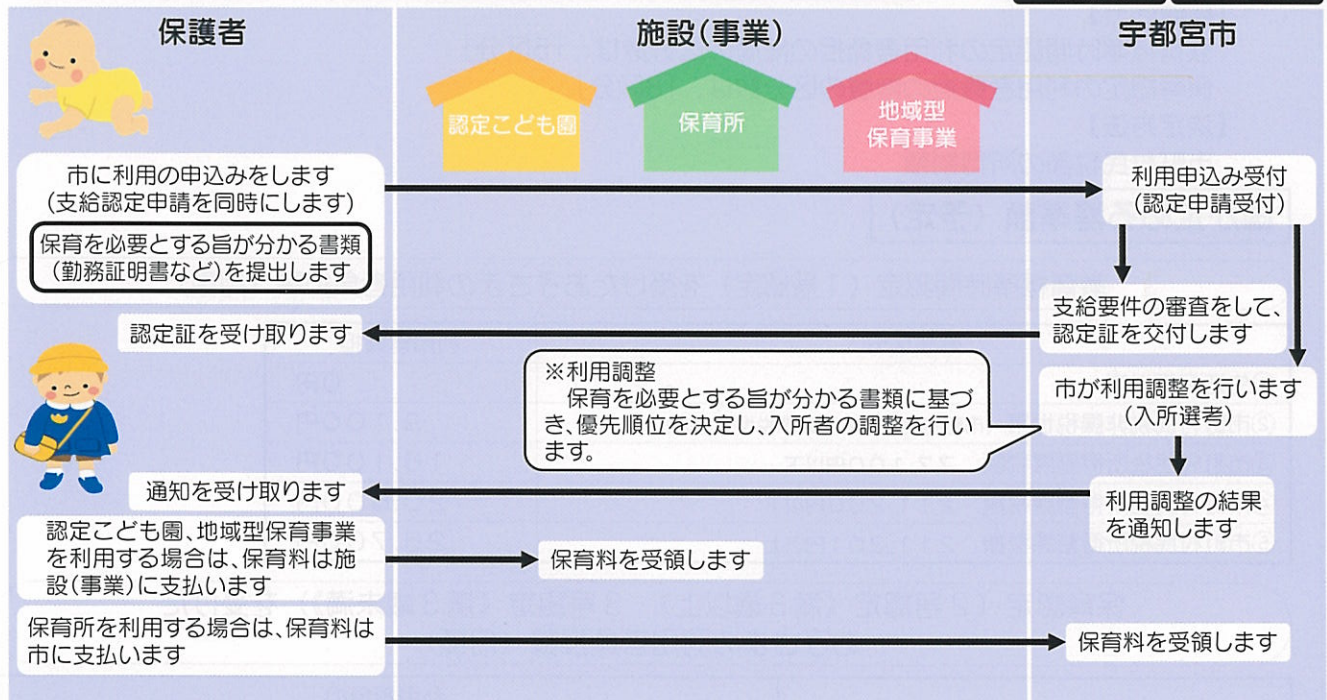 保護者
施設(事業)
宇都宮市
認定こども園
保育所
地域型
保育事業
市に利用の申込みをします
(支給認定申請を同時にします)
保育を必要とする旨が分かる書類
(勤務証明書など)を提出します
利用申込み受付
(認定申請受付)
支給要件の審査をして、
認定証を交付します
認定証を受け取ります
※利用調整
保育を必要とする旨が分かる書類に基づ
き、優先順位を決定し、入所者の調整を行い
ます。
市が利用調整を行います
(入所選考)
通知を受け取ります
利用調整の結果
を通知します
認定こども園、地域型保育事業
を利用する場合は、保育料は施
設(事業)に支払います
保育料を受領します
保育所を利用する場合は、保育料は
市に支払います
保育料を受領します